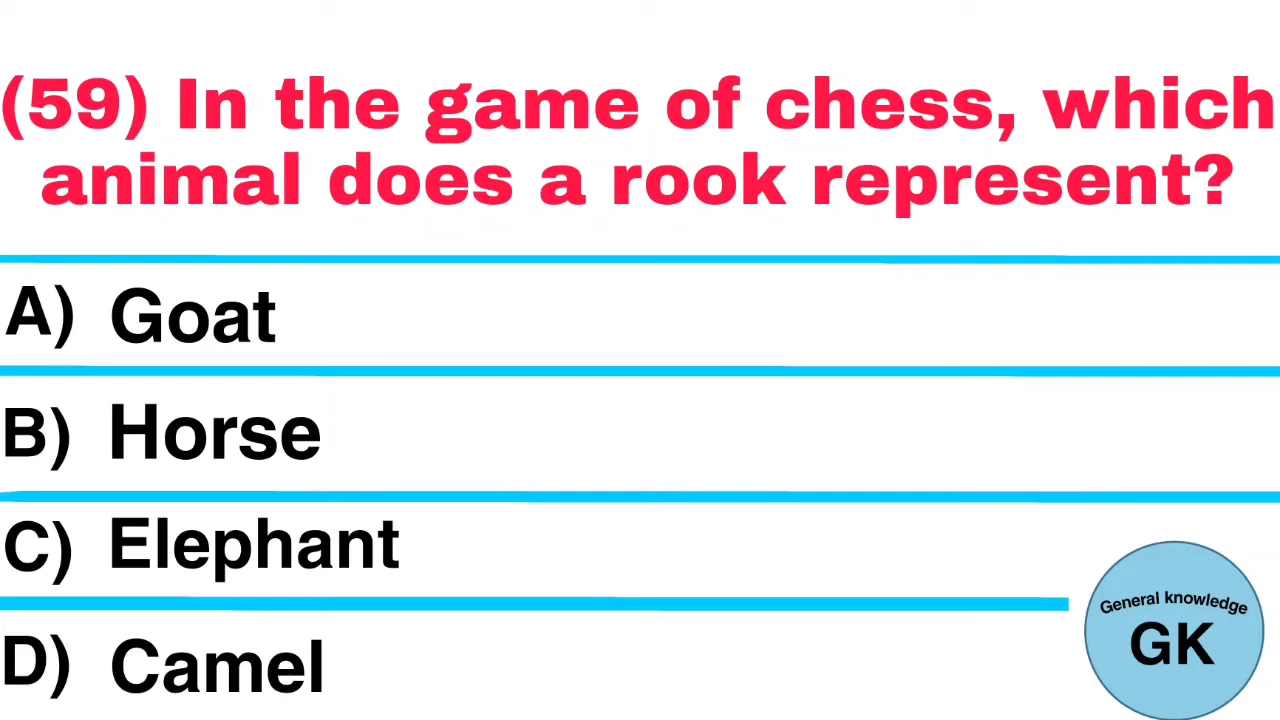 (59) In the game of chess, which
animal does a rook represent?
A) Goat
B) Horse
C) Elephant
D) Camel
General knowledge
GK